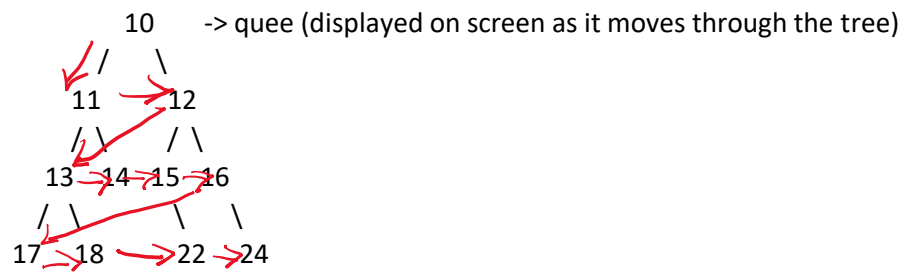 10 -> quee (displayed on screen as it moves through the tree)
/ \
11 12
/ \ / \
13 14 15 16
/ \ \ \
17 18 22 24